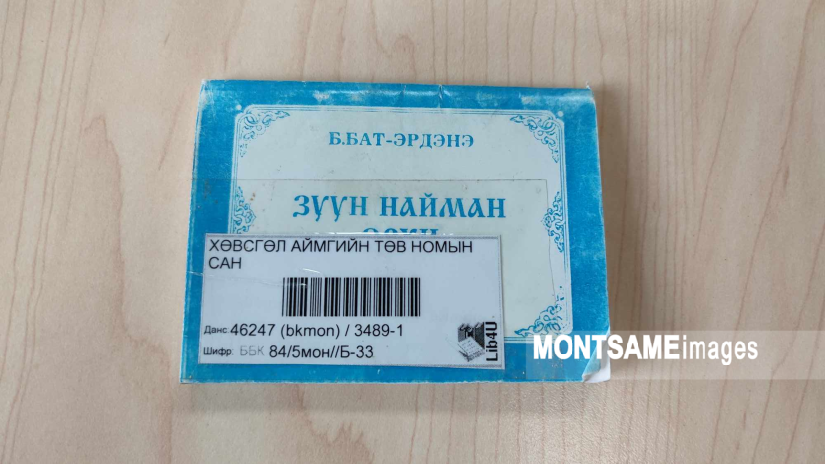 Б.БАТ-ЭРДЭНЭ
ЗУУН НАЙМАН
ХӨВСГӨЛ АЙМГИЙН ТӨВ НОМЫН
САН
Данс 46247 (bkmon) / 3489-1
Шифр: ББК 84/5мон//Б-33
Lib4U
MONTSAMEimages